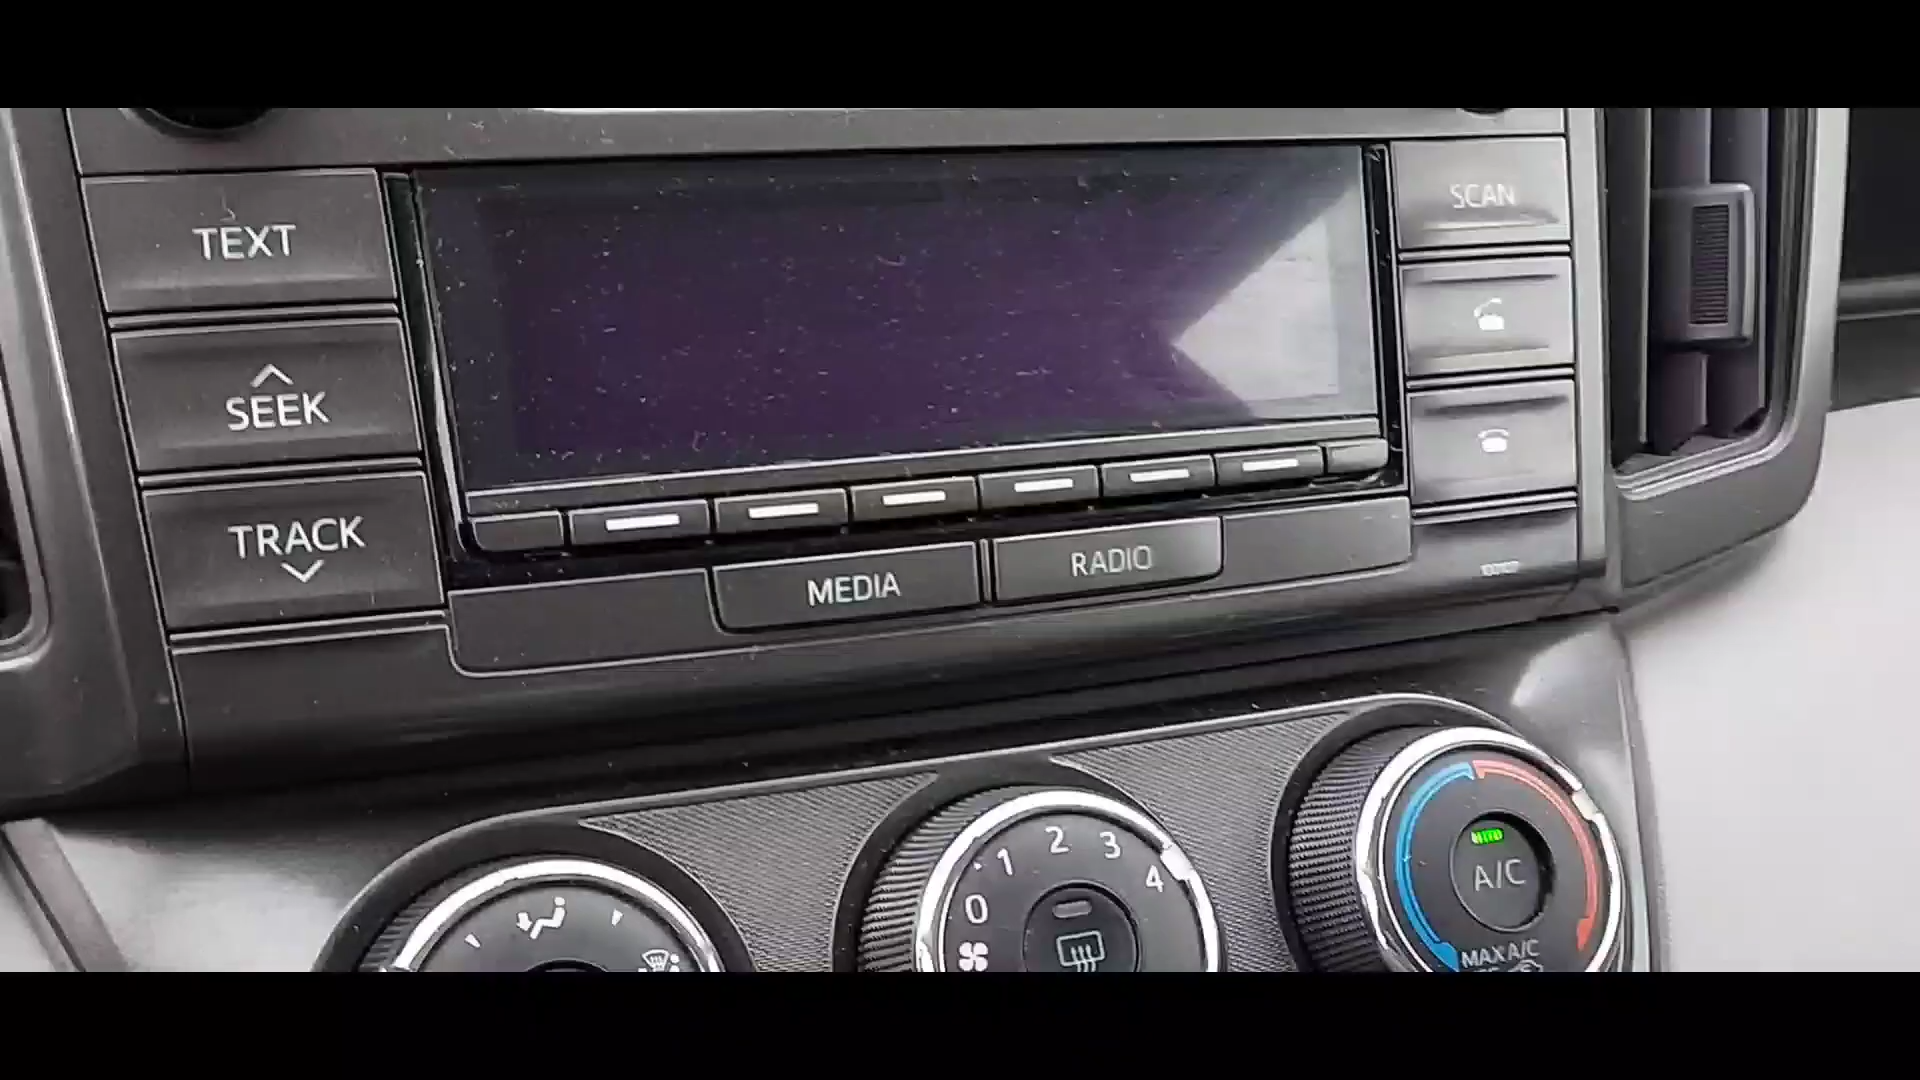 TEXT
SCAN
SEEK
TRACK
MEDIA
RADIO
0 1 2 3 4
A/C
MAX A/C